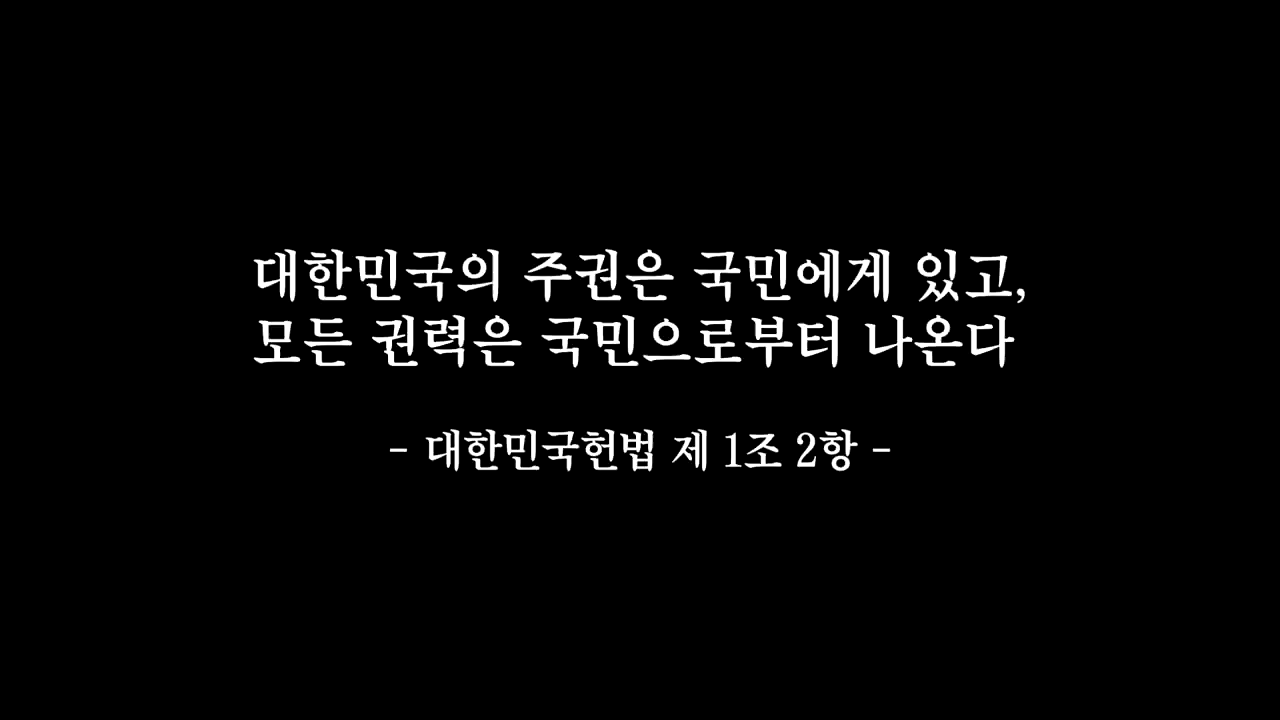 대한민국의 주권은 국민에게 있고,
모든 권력은 국민으로부터 나온다
- 대한민국헌법 제 1조 2항 -